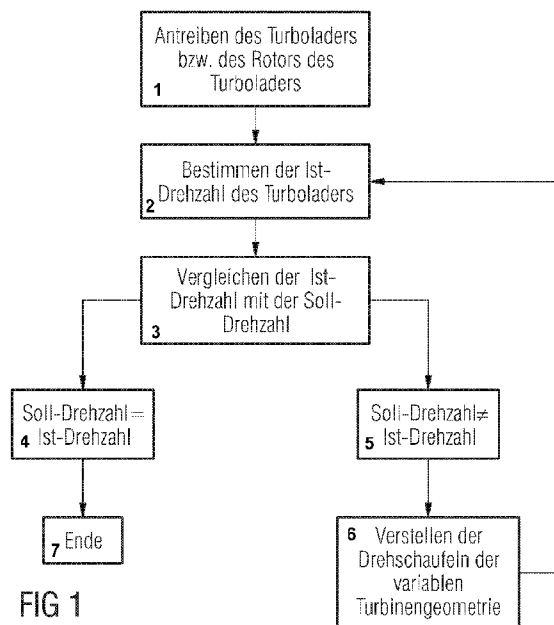 Antreiben des Turboladers
bzw. des Rotors des
Turboladers
1
Bestimmen der Ist-
Drehzahl des Turboladers
2
Vergleichen der Ist-
Drehzahl mit der Soll-
Drehzahl
3
Soll-Drehzahl=
4 Ist-Drehzahl
Soll-Drehzahl≠
5 Ist-Drehzahl
7 Ende
6 Verstellen der
Drehschaufeln der
variablen
Turbinengeometrie
FIG 1